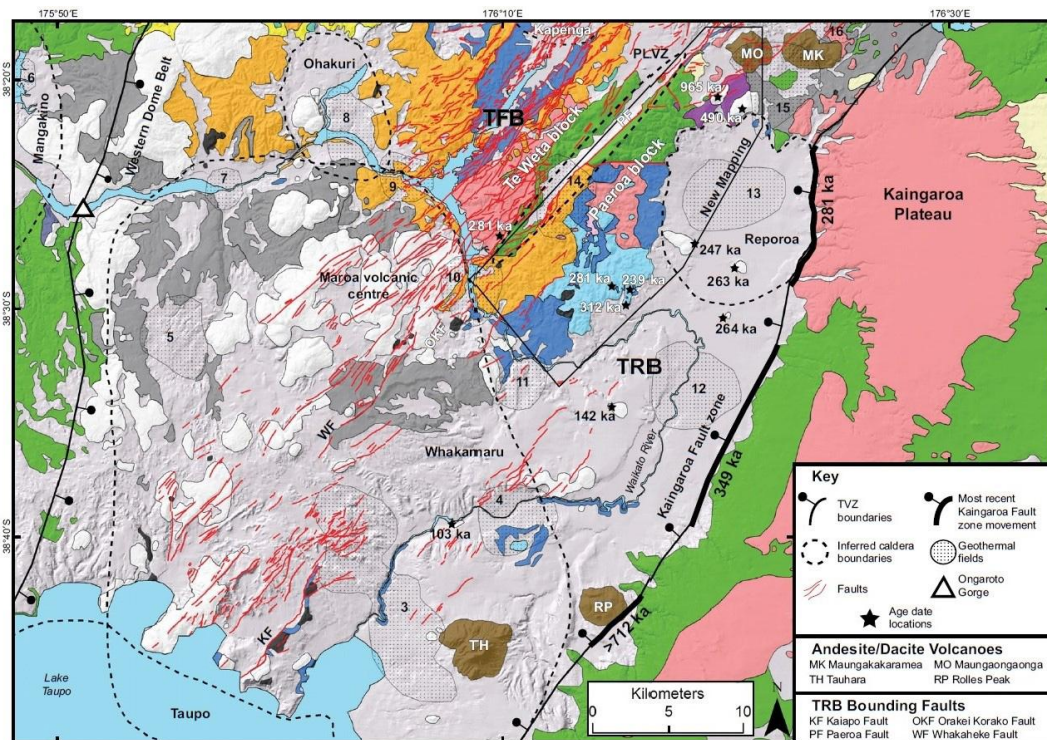 175°50'
176°10'
176°30'
38°20'S
38°30'S
38°40'S
Kapenga
PLVZ
MO
MK
16
6
Ohakuri
965 ka
490 ka
15
Mangakino
Western Dome Belt
8
TFB
PF
Te Weta block
Paeroa block
New Mapping
7
9
14
13
281 ka
Kaingaroa
Plateau
281 ka
Reporoa
247 ka
Maroa volcanic
centre
10
281 ka
239 ka
263 ka
312 ka
264 ka
OKF
5
TRB
11
12
142 ka
WF
Whakamaru
Waikato River
Kaingaroa Fault zone
349 ka
4
103 ka
3
KF
TH
RP
>712 ka
Lake
Taupo
Taupo
Kilometers
0 5 10
N
Key
TVZ
boundaries
Most recent
Kaingaroa Fault
zone movement
Inferred caldera
boundaries
Geothermal
fields
Faults
Ongaroto
Gorge
Age date
locations
Andesite/Dacite Volcanoes
MK Maungakakaramea MO Maungaongaonga
TH Tauhara RP Rolles Peak
TRB Bounding Faults
KF Kaiapo Fault OKF Orakei Korako Fault
PF Paeroa Fault WF Whakaheke Fault